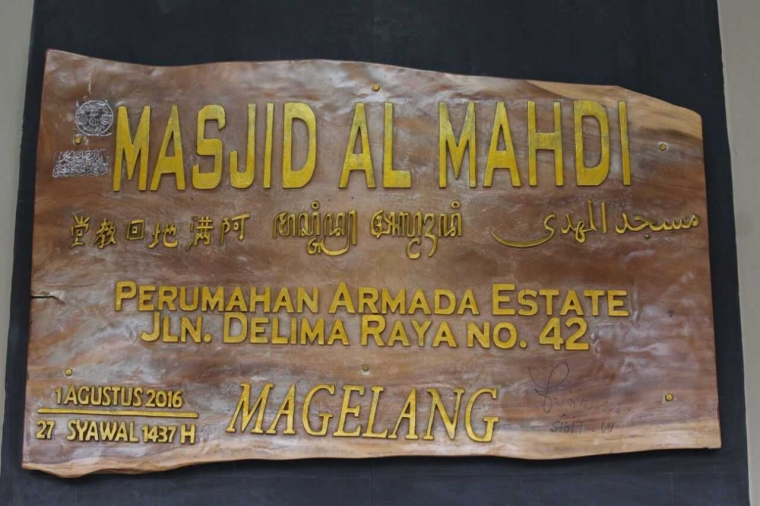 MASJID AL MAHDI
堂教回地满阿 مسجد المهدى
PERUMAHAN ARMADA ESTATE
JLN. DELIMA RAYA NO. 42
1 AGUSTUS 2016
27 SYAWAL 1437 H
MAGELANG